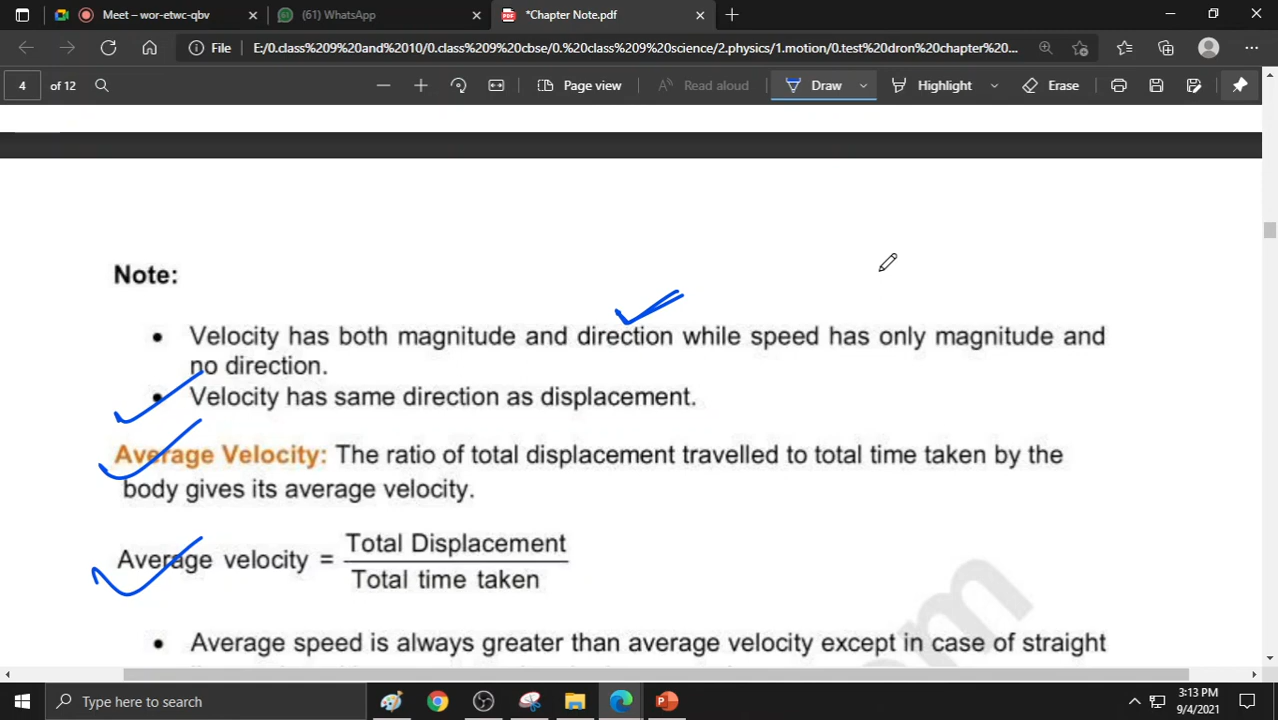 Meet – wor-etwc-qbv
(61) WhatsApp
*Chapter Note.pdf
File
E:/0.class%209%20and%2010/0.class%209%20cbse/0.%20class%209%20science/2.physics/1.motion/0.test%20dron%20chapter%20...
4 of 12
Page view
Read aloud
Draw
Highlight
Erase
Note:
• Velocity has both magnitude and direction while speed has only magnitude and
no direction.
• Velocity has same direction as displacement.
Average Velocity: The ratio of total displacement travelled to total time taken by the
body gives its average velocity.
Total Displacement
Average velocity =
Total time taken
• Average speed is always greater than average velocity except in case of straight
om
Type here to search
3:13 PM
9/4/2021